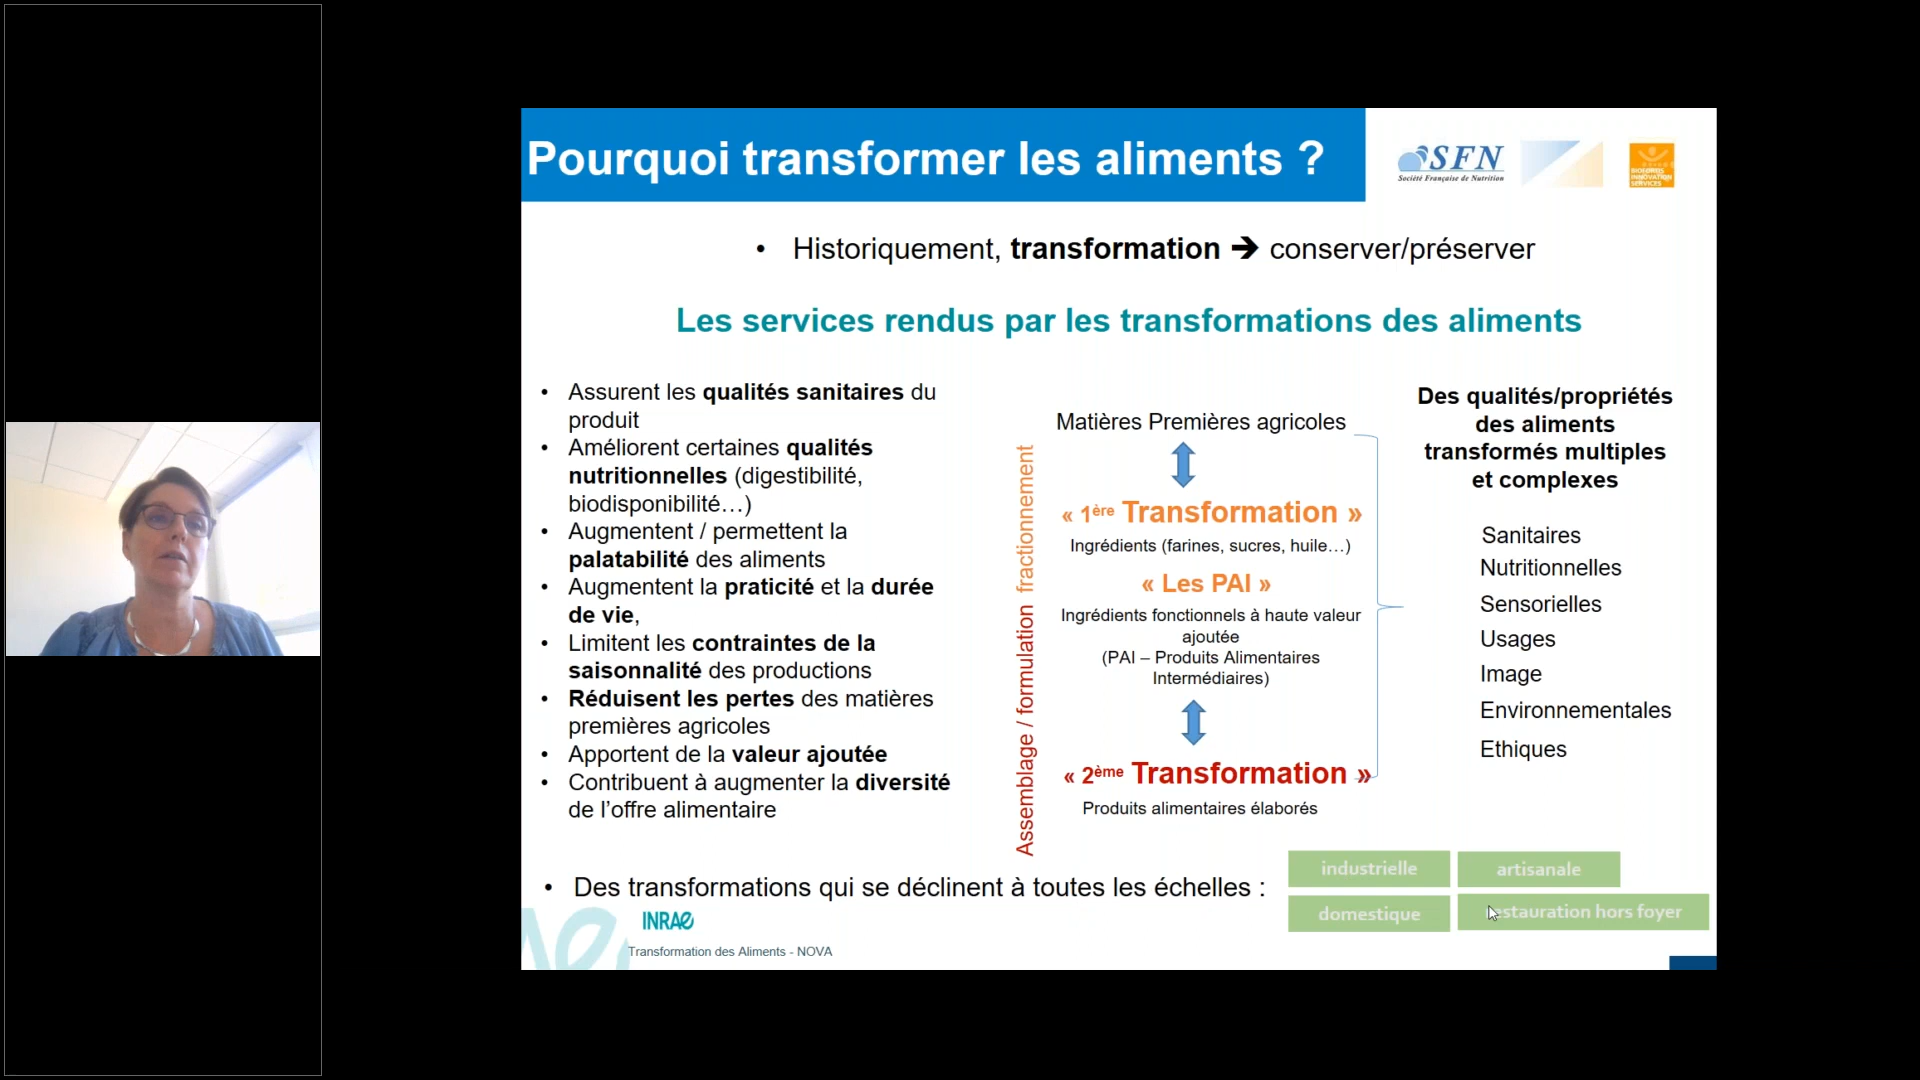 Pourquoi transformer les aliments ?
SFN
Société Française de Nutrition
BIOFORTIS
INNOVATION
SERVICES
• Historiquement, transformation ➔ conserver/préserver
Les services rendus par les transformations des aliments
• Assurent les qualités sanitaires du
produit
• Améliorent certaines qualités
nutritionnelles (digestibilité,
biodisponibilité…)
• Augmentent / permettent la
palatabilité des aliments
• Augmentent la praticité et la durée
de vie,
• Limitent les contraintes de la
saisonnalité des productions
• Réduisent les pertes des matières
premières agricoles
• Apportent de la valeur ajoutée
• Contribuent à augmenter la diversité
de l’offre alimentaire
Assemblage / formulation fractionnement
Matières Premières agricoles
« 1ère Transformation »
Ingrédients (farines, sucres, huile…)
« Les PAI »
Ingrédients fonctionnels à haute valeur
ajoutée
(PAI – Produits Alimentaires
Intermédiaires)
« 2ème Transformation »
Produits alimentaires élaborés
Des qualités/propriétés
des aliments
transformés multiples
et complexes
Sanitaires
Nutritionnelles
Sensorielles
Usages
Image
Environnementales
Ethiques
• Des transformations qui se déclinent à toutes les échelles :
industrielle
artisanale
domestique
hors foyer
INRAE
Transformation des Aliments - NOVA